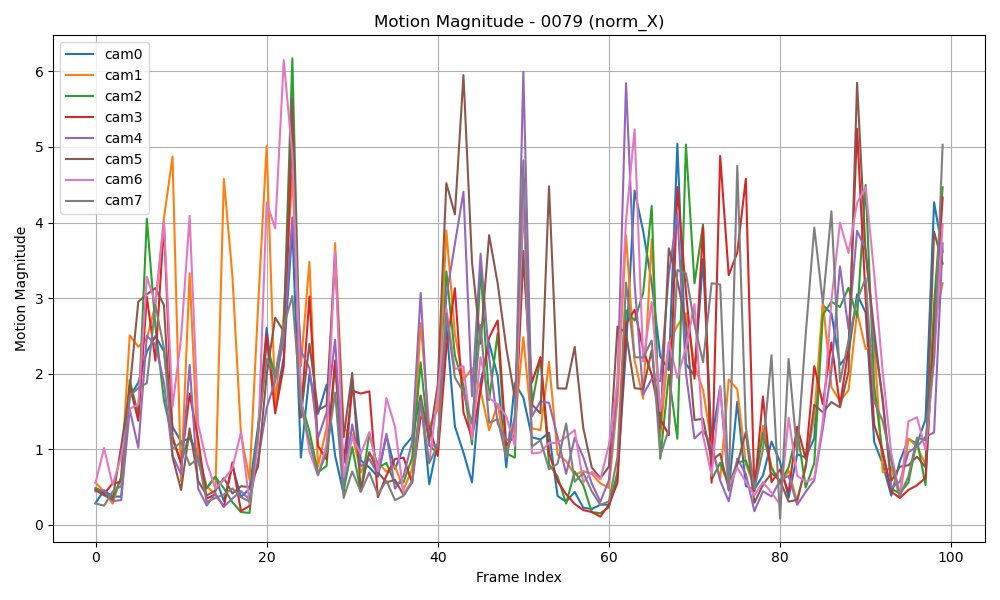 Motion Magnitude - 0079 (norm_X)
cam0
cam1
cam2
cam3
cam4
cam5
cam6
cam7
Motion Magnitude
6
5
4
3
2
1
0
0 20 40 60 80 100
Frame Index